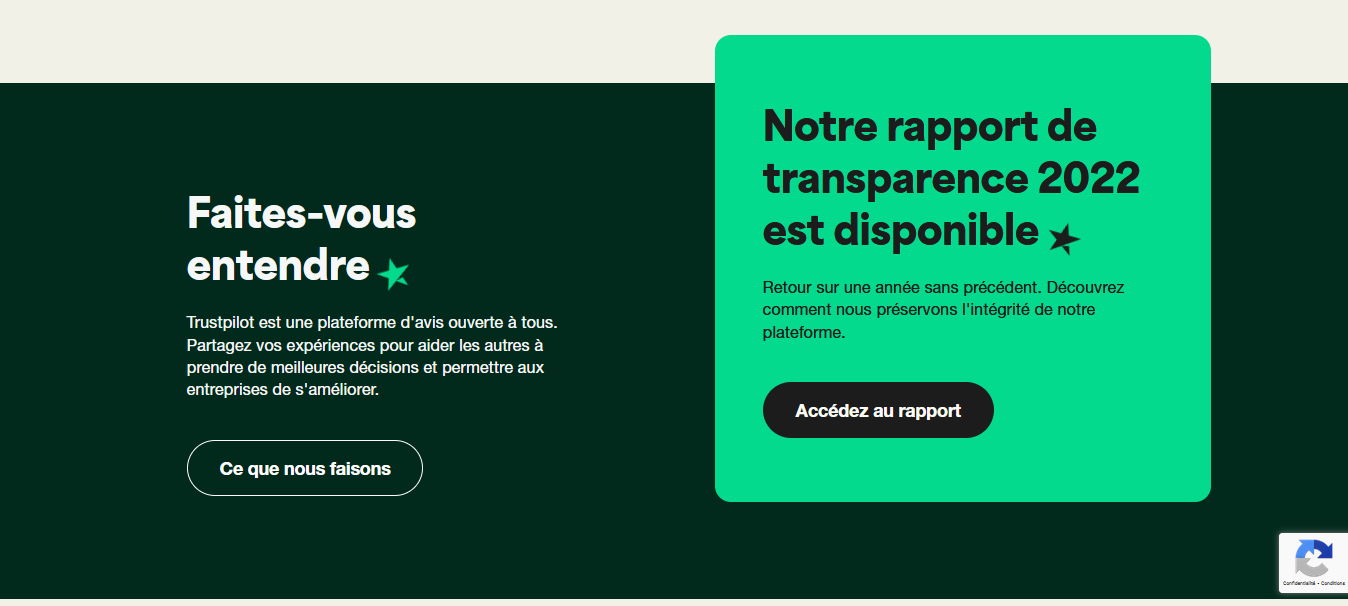 Faites-vous
entendre
Trustpilot est une plateforme d'avis ouverte à tous.
Partagez vos expériences pour aider les autres à
prendre de meilleures décisions et permettre aux
entreprises de s'améliorer.
Ce que nous faisons
Notre rapport de
transparence 2022
est disponible
Retour sur une année sans précédent. Découvrez
comment nous préservons l'intégrité de notre
plateforme.
Accédez au rapport
Confidentialité • Conditions